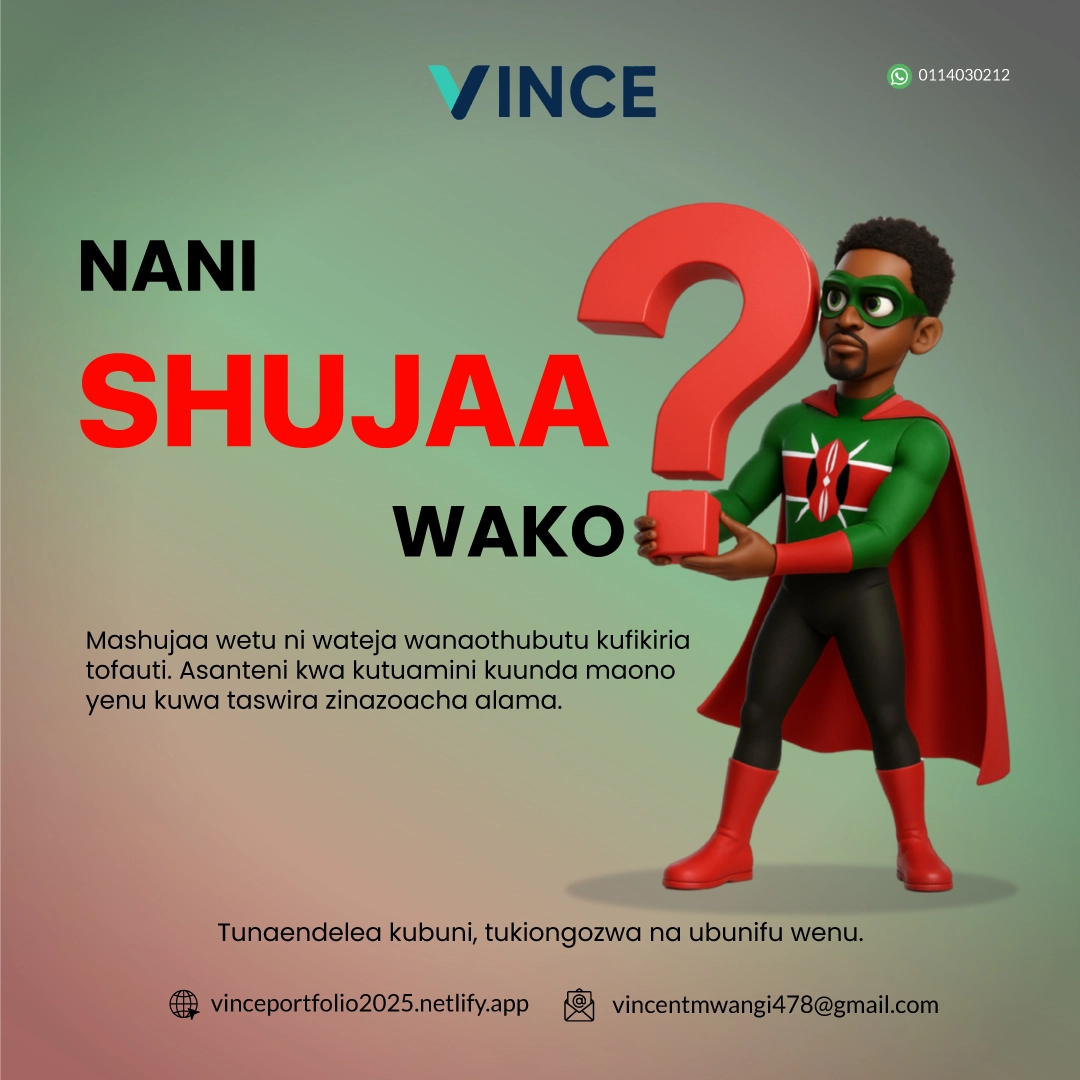 VINCE
0114030212
NANI
SHUJAA
WAKO
Mashujaa wetu ni wateja wanaothubutu kufikiria
tofauti. Asanteni kwa kutuamini kuunda maono
yenu kuwa taswira zinazoacha alama.
Tunaendelea kubuni, tukiongozwa na ubunifu wenu.
vinceportfolio2025.netlify.app
vincentmwangi478@gmail.com